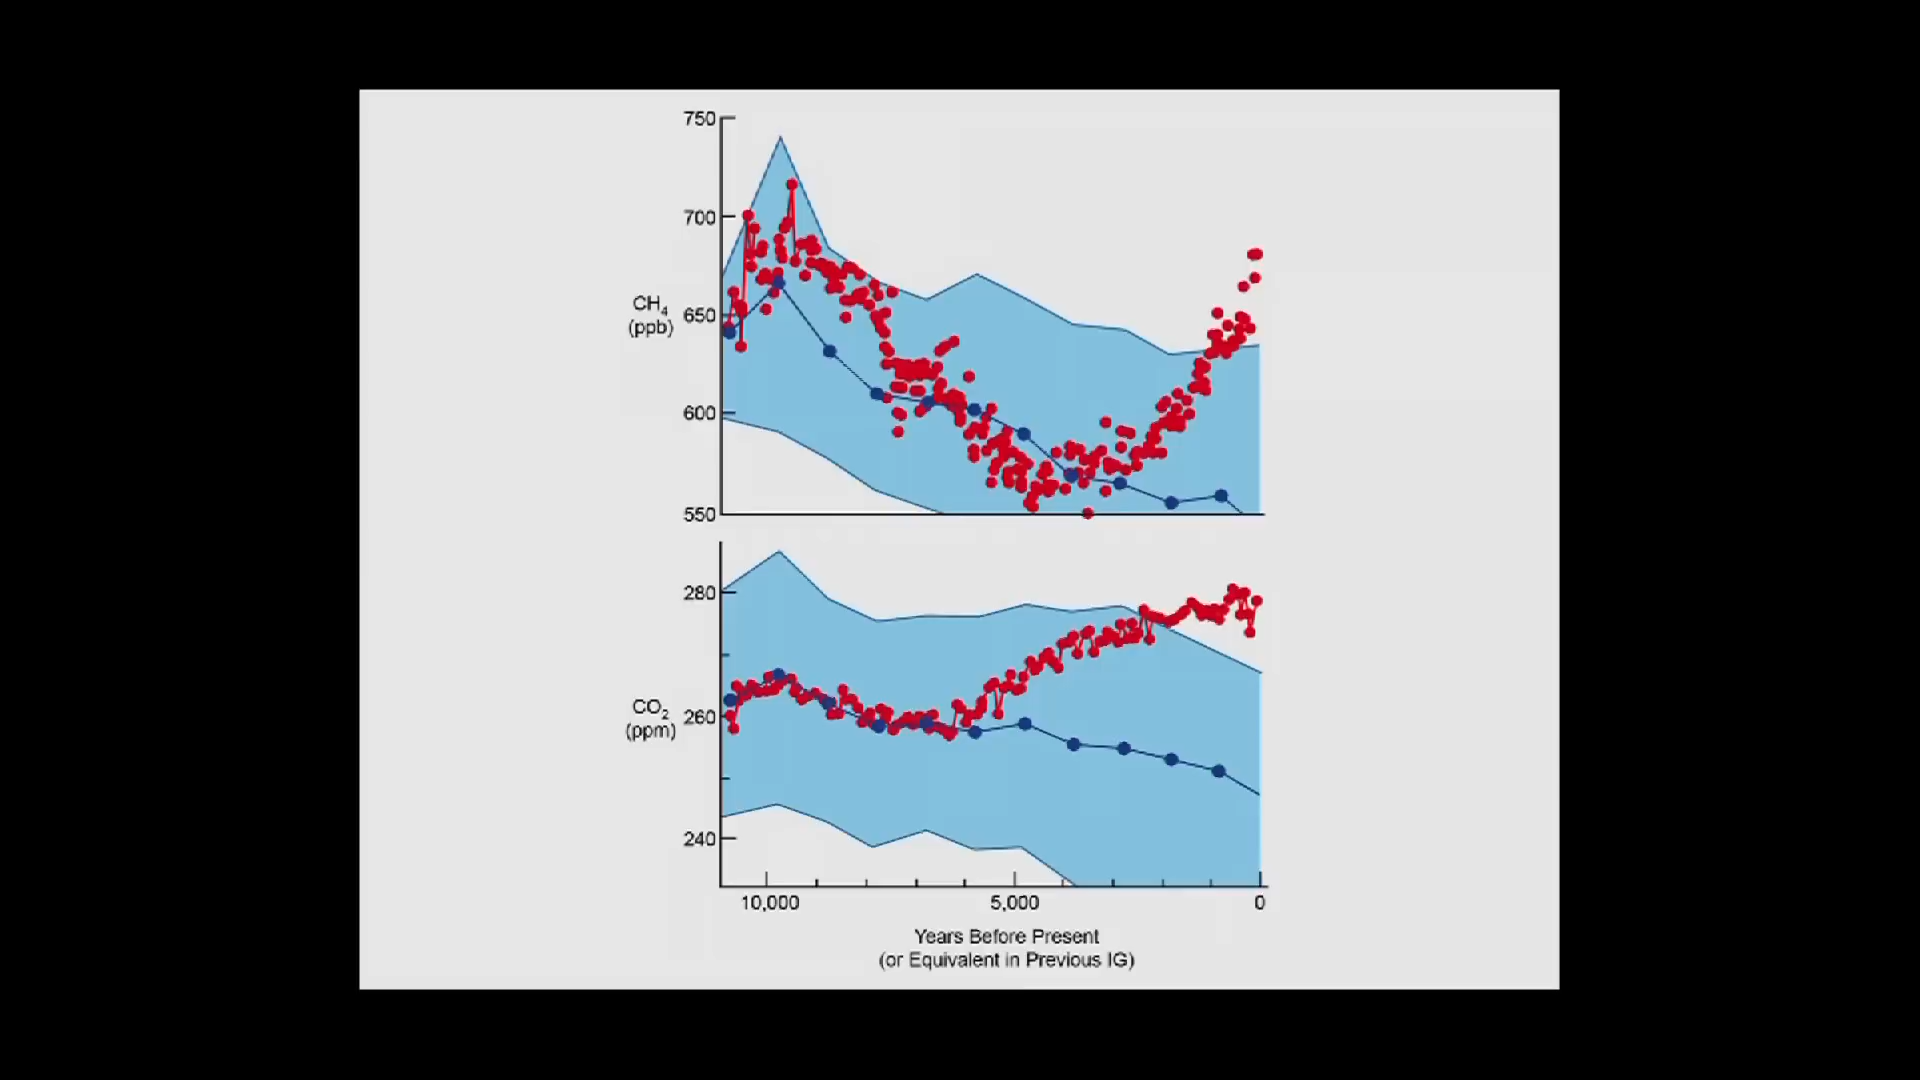 750
700
650
600
550
CH4
(ppb)
280
260
240
CO2
(ppm)
10,000 5,000 0
Years Before Present
(or Equivalent in Previous IG)